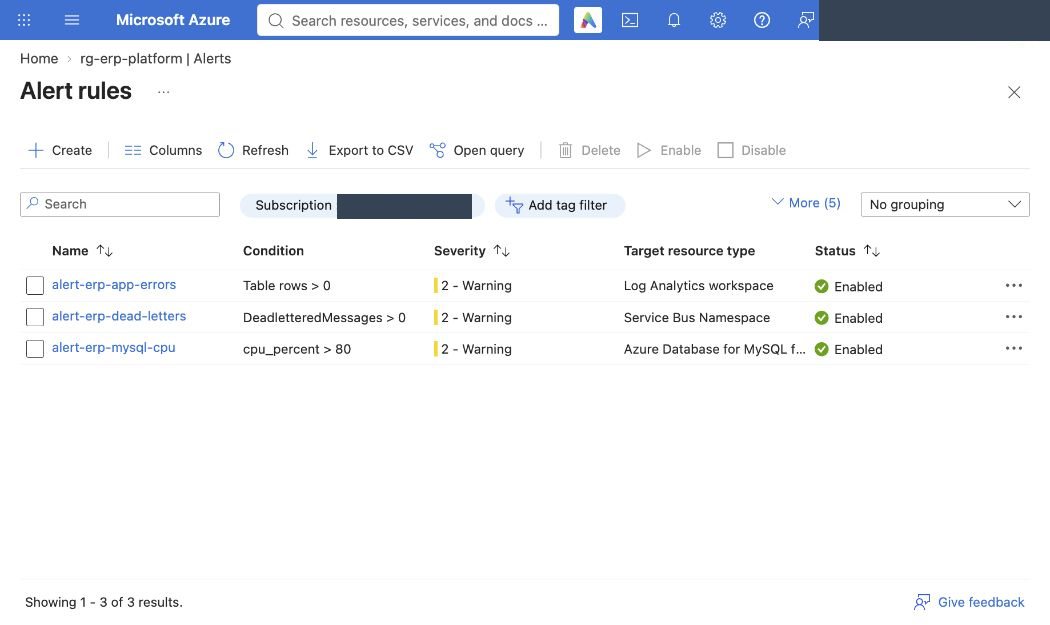 Microsoft Azure
Search resources, services, and docs ...
Home > rg-erp-platform | Alerts
Alert rules ...
Create Columns Refresh Export to CSV Open query Delete Enable Disable
Search Subscription Add tag filter More (5) No grouping
Name Condition Severity Target resource type Status
alert-erp-app-errors Table rows > 0 2 - Warning Log Analytics workspace Enabled
alert-erp-dead-letters DeadletteredMessages > 0 2 - Warning Service Bus Namespace Enabled
alert-erp-mysql-cpu cpu_percent > 80 2 - Warning Azure Database for MySQL f... Enabled
Showing 1 - 3 of 3 results. Give feedback